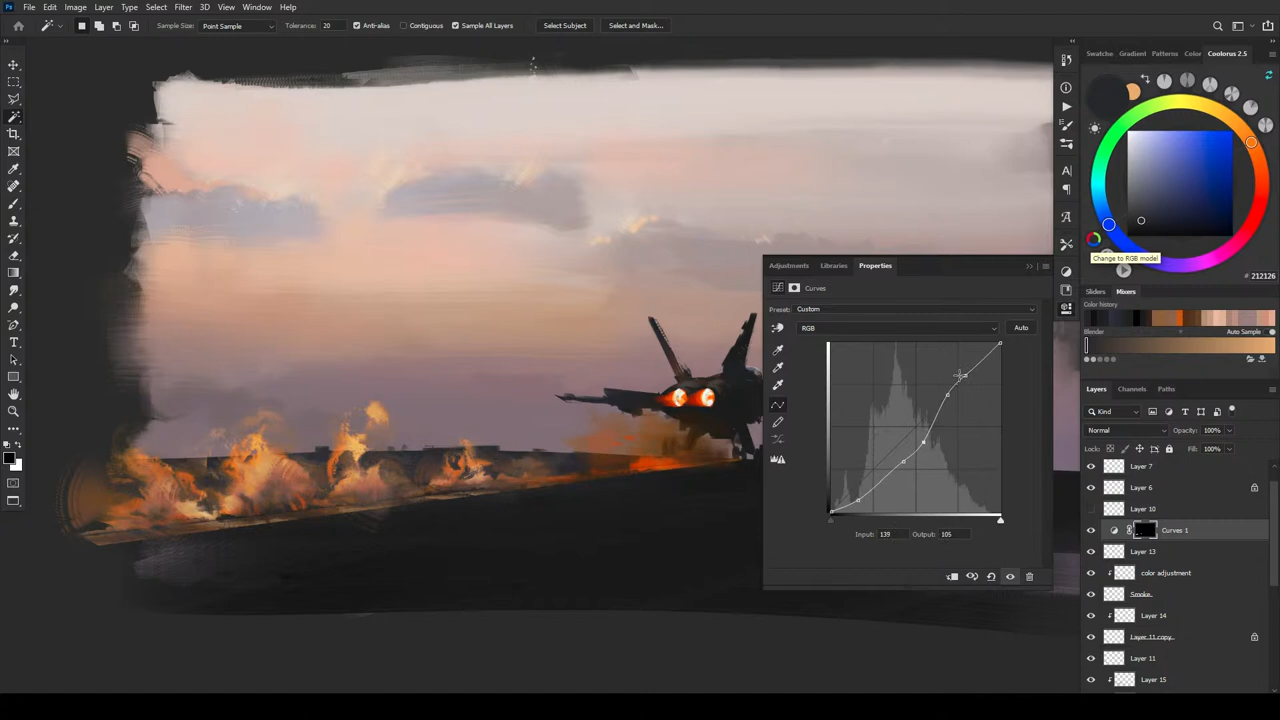 Ps File Edit Image Layer Type Select Filter 3D View Window Help
Sample Size: Point Sample Tolerance: 20 Anti-alias Contiguous Sample All Layers Select Subject Select and Mask...
Swatche Gradient Patterns Color Coolorus 2.5
Change to RGB model
212126
Sliders Mixers
Color history
Blender Auto Sample
Adjustments Libraries Properties
Curves
Preset: Custom
RGB Auto
Input: 139 Output: 105
Layers Channels Paths
Kind
Normal Opacity: 100%
Lock: Fill: 100%
Layer 7
Layer 6
Layer 10
Curves 1
Layer 13
color adjustment
Smoke
Layer 14
Layer 11 copy
Layer 11
Layer 15